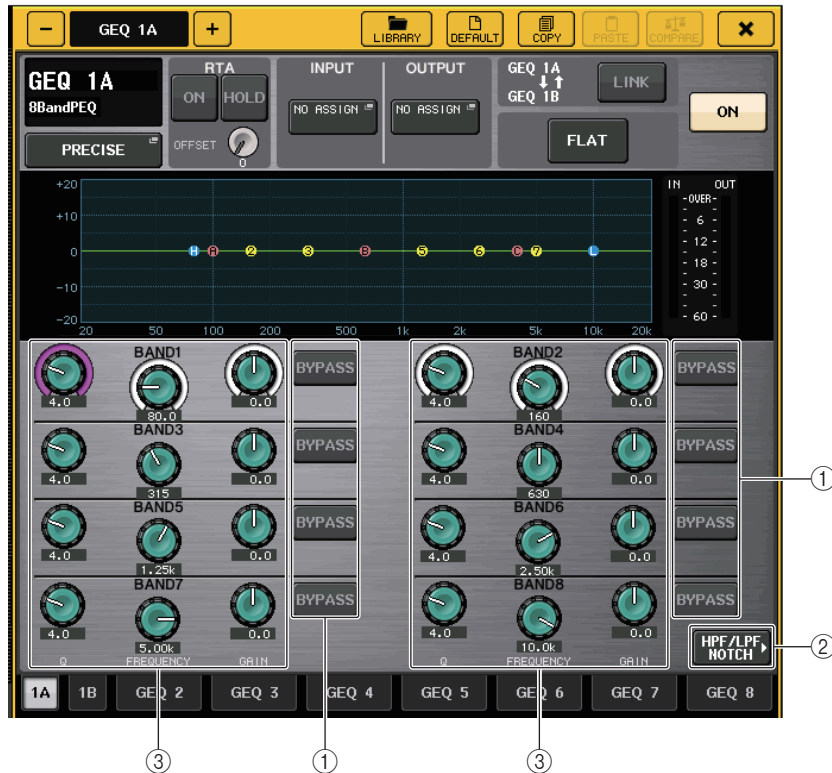 − GEQ 1A + LIBRARY DEFAULT COPY PASTE COMPARE ×
GEQ 1A
8BandPEQ
PRECISE
RTA
ON HOLD
OFFSET
0
INPUT
NO ASSIGN
OUTPUT
NO ASSIGN
GEQ 1A
↓↑
GEQ 1B
LINK
FLAT
ON
+20
+10
0
−10
−20
H A 2 3 B 5 6 C 7 L
20 50 100 200 500 1k 2k 5k 10k 20k
IN OUT
-OVER-
- 6 -
- 12 -
- 18 -
- 30 -
- 60 -
BAND1
4.0 80.0 0.0
BYPASS
BAND2
4.0 160 0.0
BYPASS
BAND3
4.0 315 0.0
BYPASS
BAND4
4.0 630 0.0
BYPASS
BAND5
4.0 1.25k 0.0
BYPASS
BAND6
4.0 2.50k 0.0
BYPASS
BAND7
4.0 5.00k 0.0
BYPASS
BAND8
4.0 10.0k 0.0
BYPASS
Q FREQUENCY GAIN
Q FREQUENCY GAIN
HPF/LPF
NOTCH
1A 1B GEQ 2 GEQ 3 GEQ 4 GEQ 5 GEQ 6 GEQ 7 GEQ 8
①
②
③ ① ③